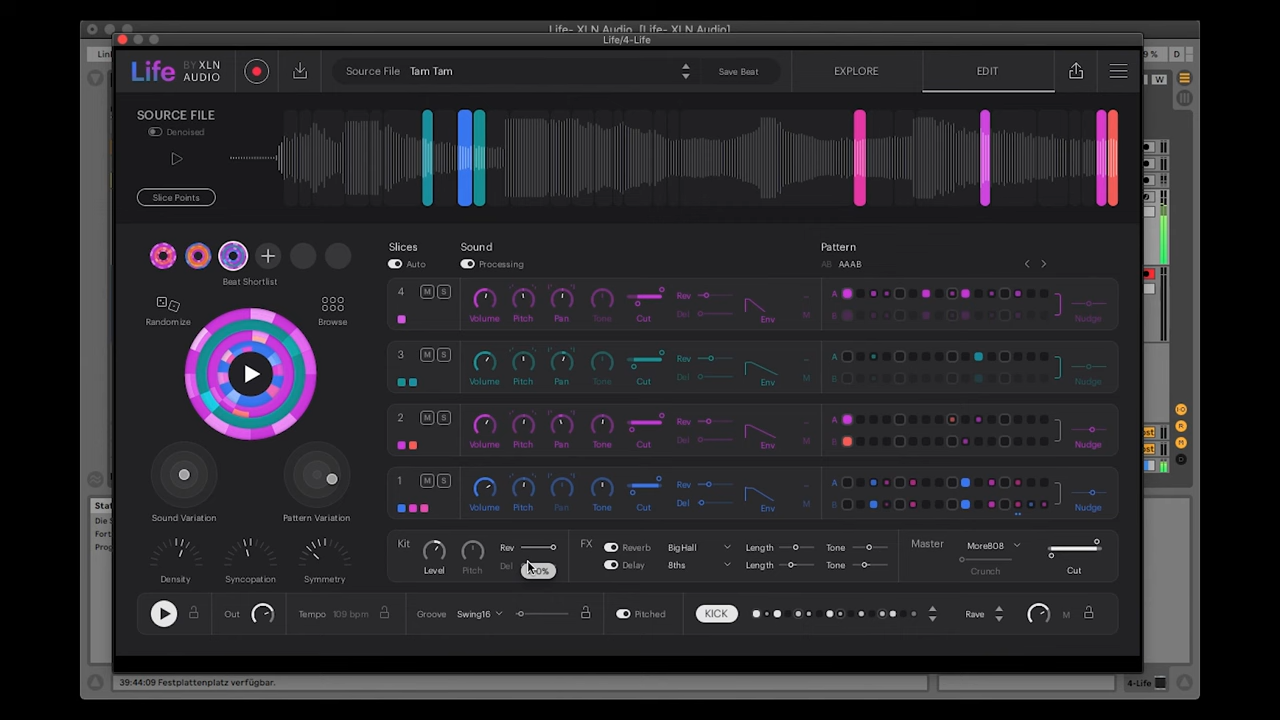 Life- XLN Audio [Life- XLN Audio]
Life/4-Life
Life BY XLN AUDIO
Source File Tam Tam
Save Beat
EXPLORE
EDIT
SOURCE FILE
Denoised
Slice Points
Beat Shortlist
Randomize
Browse
Sound Variation
Pattern Variation
Density
Syncopation
Symmetry
Slices
Auto
Sound
Processing
Pattern
AB AAAB
4 M S
Volume Pitch Pan Tone Cut Rev Del Env M
A
B
Nudge
3 M S
Volume Pitch Pan Tone Cut Rev Del Env M
A
B
Nudge
2 M S
Volume Pitch Pan Tone Cut Rev Del Env M
A
B
Nudge
1 M S
Volume Pitch Pan Tone Cut Rev Del Env M
A
B
Nudge
Kit
Level
Pitch
Rev
Del
FX
Reverb BigHall Length Tone
Delay 8ths Length Tone
Master
More808
Crunch
Cut
Out
Tempo 109 bpm
Groove Swing16
Pitched
KICK
Rave
M
39:44:09 Festplattenplatz verfügbar.
4-Life